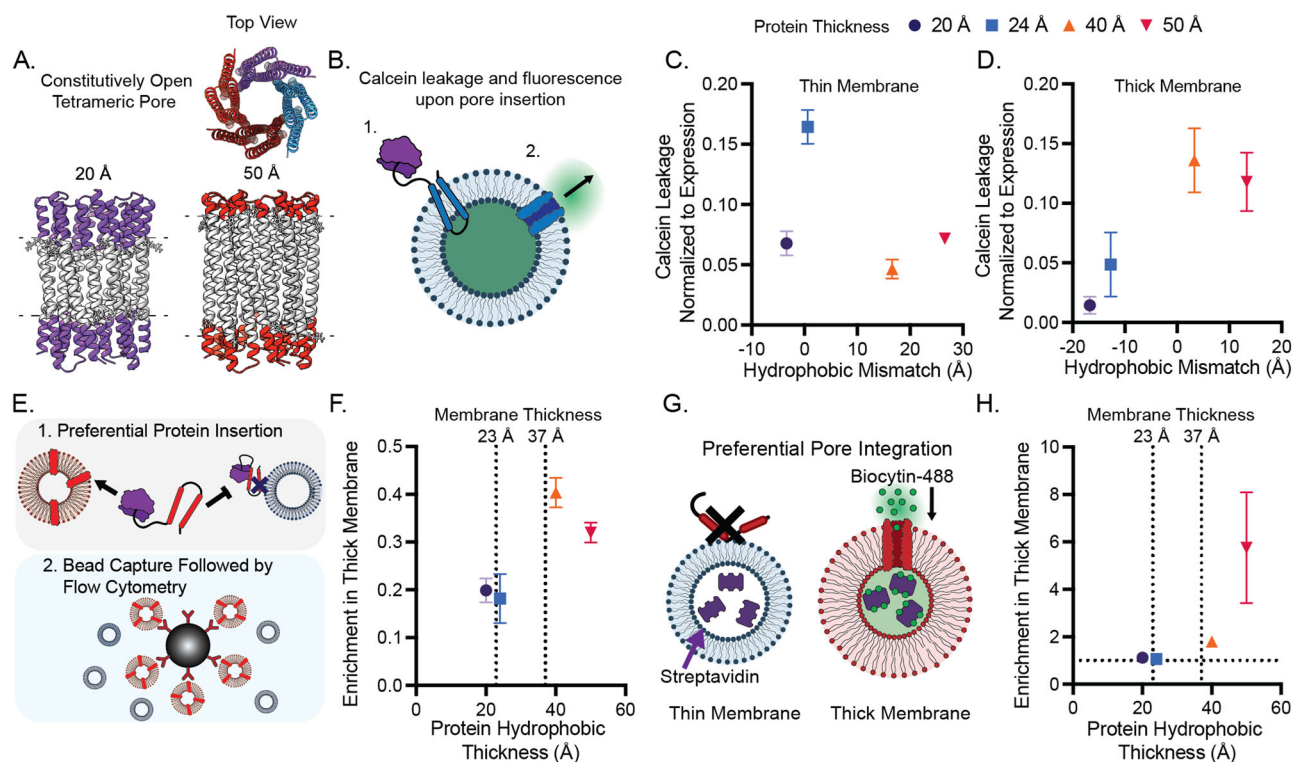 Protein Thickness 20 Å 24 Å 40 Å 50 Å
A.
Top View
Constitutively Open
Tetrameric Pore
20 Å
50 Å
B.
Calcein leakage and fluorescence
upon pore insertion
1.
2.
C.
Thin Membrane
Calcein Leakage
Normalized to Expression
0.20
0.15
0.10
0.05
0.00
-10 0 10 20 30
Hydrophobic Mismatch (Å)
D.
Thick Membrane
Calcein Leakage
Normalized to Expression
0.20
0.15
0.10
0.05
0.00
-20 -10 0 10 20
Hydrophobic Mismatch (Å)
E.
1. Preferential Protein Insertion
2. Bead Capture Followed by
Flow Cytometry
F.
Membrane Thickness
23 Å 37 Å
Enrichment in Thick Membrane
0.5
0.4
0.3
0.2
0.1
0.0
0 20 40 60
Protein Hydrophobic
Thickness (Å)
G.
Preferential Pore Integration
Biocytin-488
Streptavidin
Thin Membrane
Thick Membrane
H.
Membrane Thickness
23 Å 37 Å
Enrichment in Thick Membrane
10
8
6
4
2
0
0 20 40 60
Protein Hydrophobic
Thickness (Å)